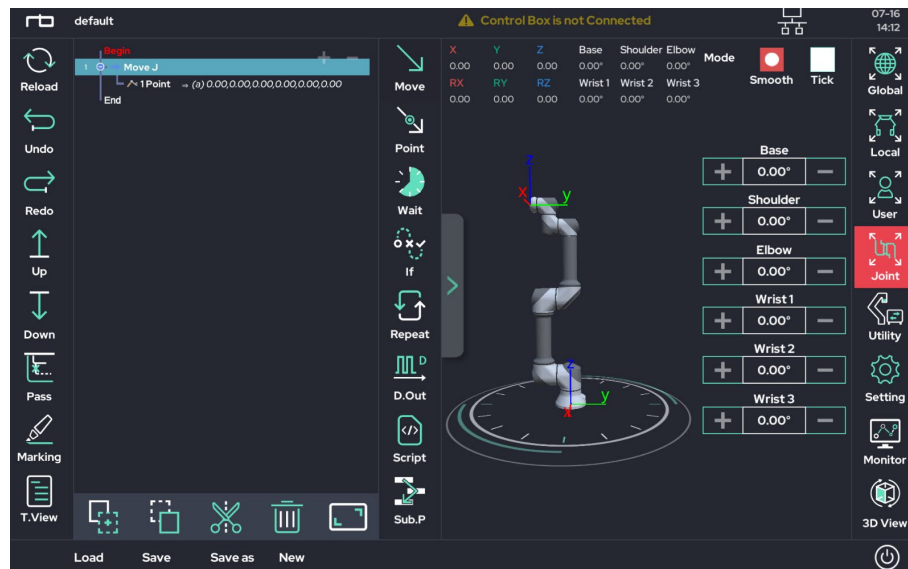 rb default Control Box is not Connected 07-16
14:12
Reload
Undo
Redo
Up
Down
Pass
Marking
T.View
Begin
1 Move J
1 Point → (a) 0.00,0.00,0.00,0.00,0.00,0.00
End
Move
Point
Wait
If
Repeat
D
D.Out
</>
Script
Sub.P
X Y Z Base Shoulder Elbow
0.00 0.00 0.00 0.00° 0.00° 0.00°
RX RY RZ Wrist 1 Wrist 2 Wrist 3
0.00 0.00 0.00 0.00° 0.00° 0.00°
Mode Smooth Tick
z
x y
z
y
x
Base
+ 0.00° −
Shoulder
+ 0.00° −
Elbow
+ 0.00° −
Wrist 1
+ 0.00° −
Wrist 2
+ 0.00° −
Wrist 3
+ 0.00° −
Global
Local
User
Joint
Utility
Setting
Monitor
3D View
Load Save Save as New